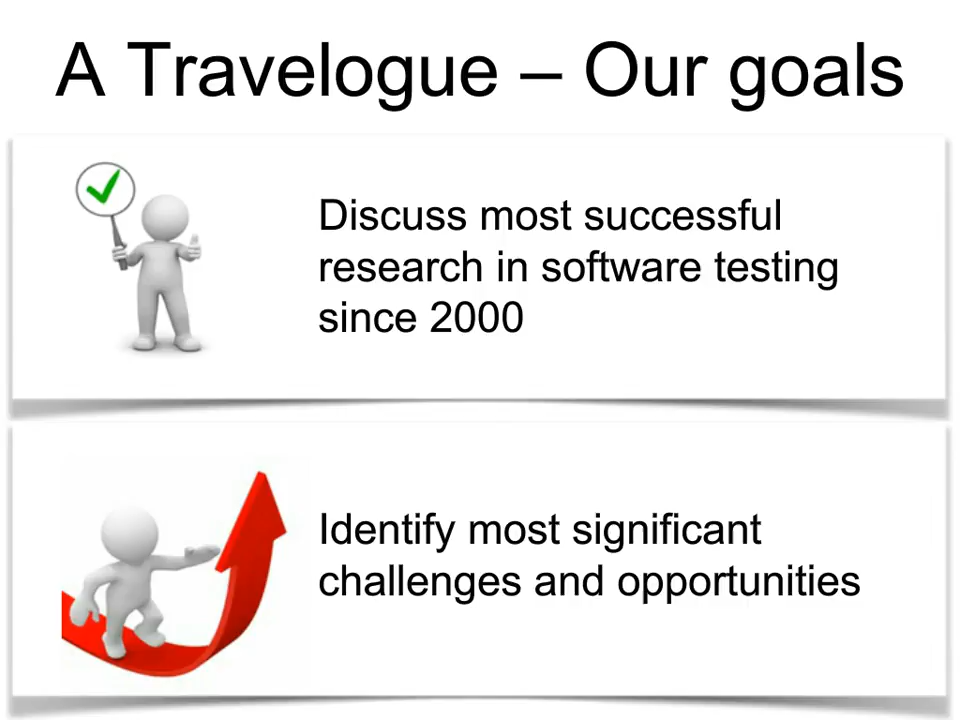 A Travelogue – Our goals
Discuss most successful
research in software testing
since 2000
Identify most significant
challenges and opportunities